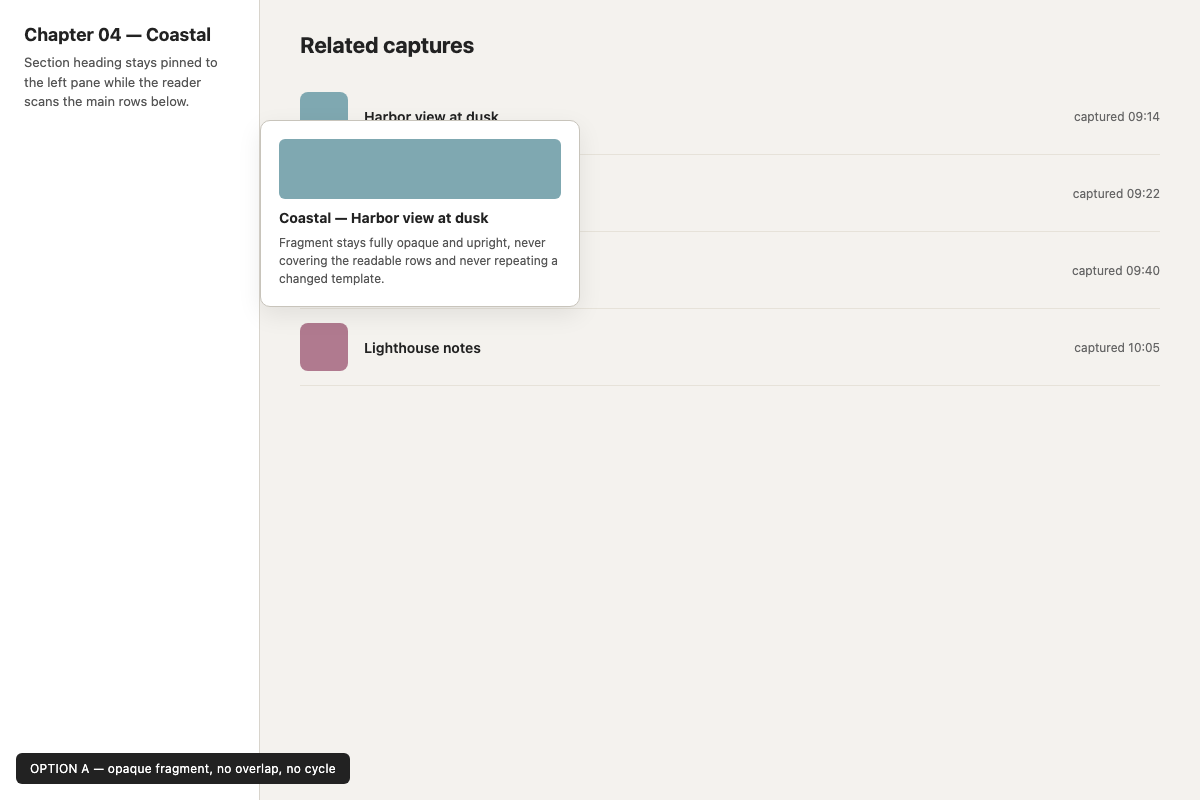 Chapter 04 — Coastal
Section heading stays pinned to
the left pane while the reader
scans the main rows below.
Related captures
Harbor view at dusk
captured 09:14
captured 09:22
captured 09:40
Coastal — Harbor view at dusk
Fragment stays fully opaque and upright, never
covering the readable rows and never repeating a
changed template.
Lighthouse notes
captured 10:05
OPTION A — opaque fragment, no overlap, no cycle